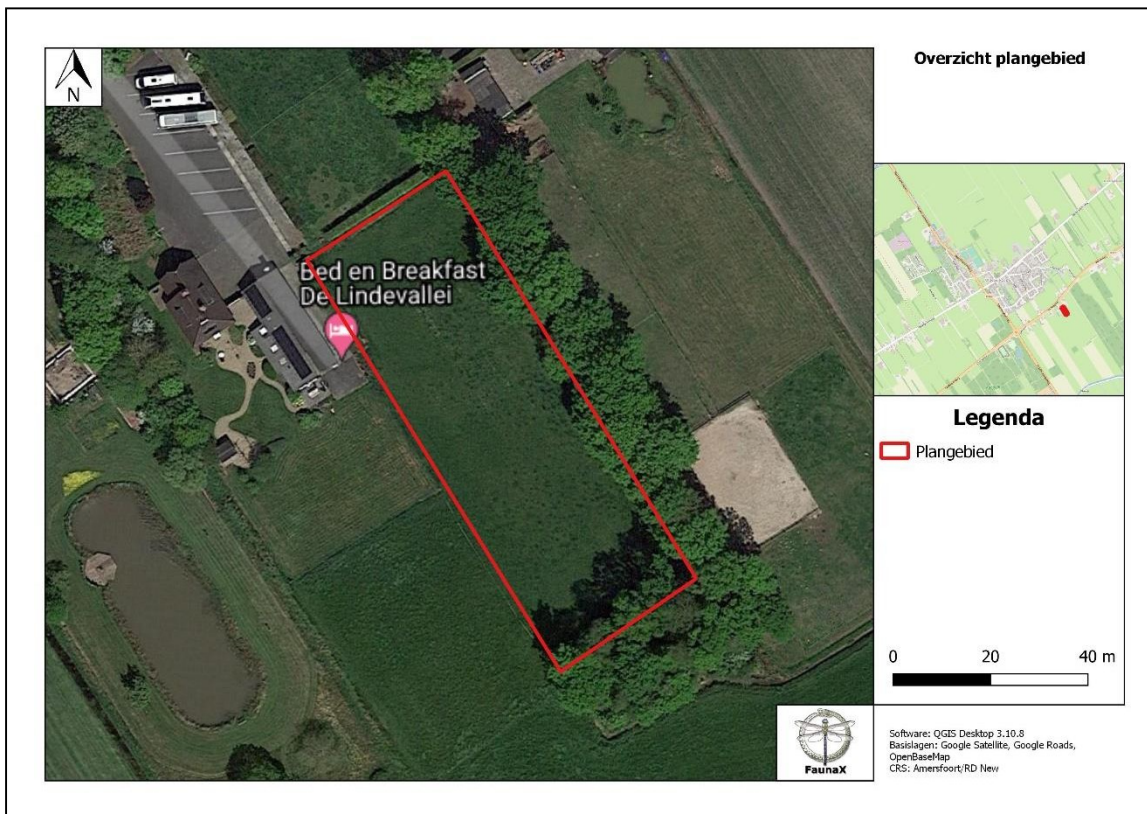 N
Bed en Breakfast
De Lindevallei
Overzicht plangebied
Legenda
Plangebied
0 20 40 m
FaunaX
Software: QGIS Desktop 3.10.8
Basislagen: Google Satellite, Google Roads,
OpenBaseMap
CRS: Amersfoort/RD New